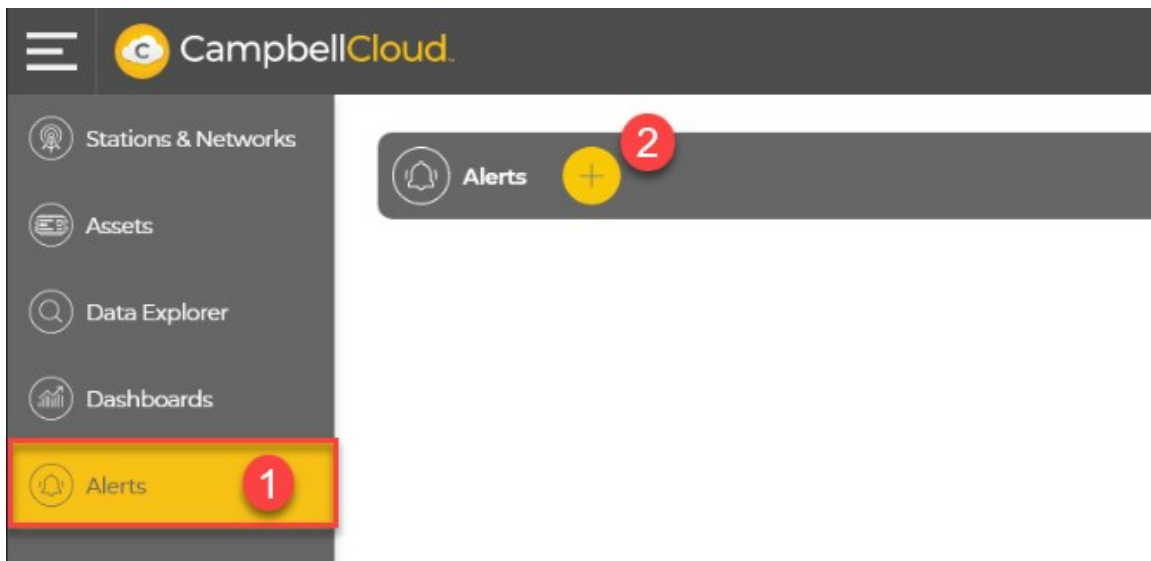 CampbellCloud
Stations & Networks
Assets
Data Explorer
Dashboards
Alerts
1
Alerts
2